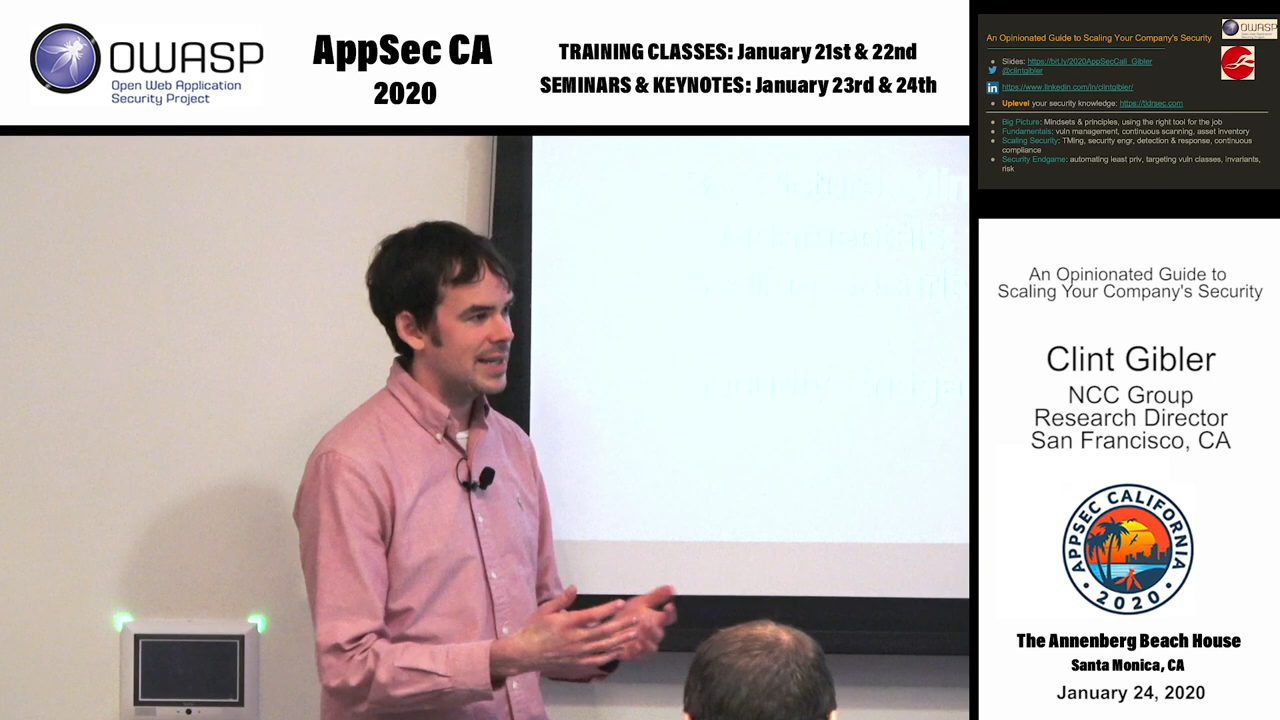 OWASP
Open Web Application
Security Project
AppSec CA
2020
TRAINING CLASSES: January 21st & 22nd
SEMINARS & KEYNOTES: January 23rd & 24th
An Opinionated Guide to Scaling Your Company's Security
OWASP
Slides: https://bit.ly/2020AppSecCali_Gibler
@clintgibler
in https://www.linkedin.com/in/clintgibler/
Uplevel your security knowledge: https://tldrsec.com
Big Picture: Mindsets & principles, using the right tool for the job
Fundamentals: vuln management, continuous scanning, asset inventory
Scaling Security: TMing, security engr, detection & response, continuous
compliance
Security Endgame: automating least priv, targeting vuln classes, invariants,
risk
An Opinionated Guide to
Scaling Your Company's Security
Clint Gibler
NCC Group
Research Director
San Francisco, CA
APPSEC CALIFORNIA
• 2020 •
The Annenberg Beach House
Santa Monica, CA
January 24, 2020